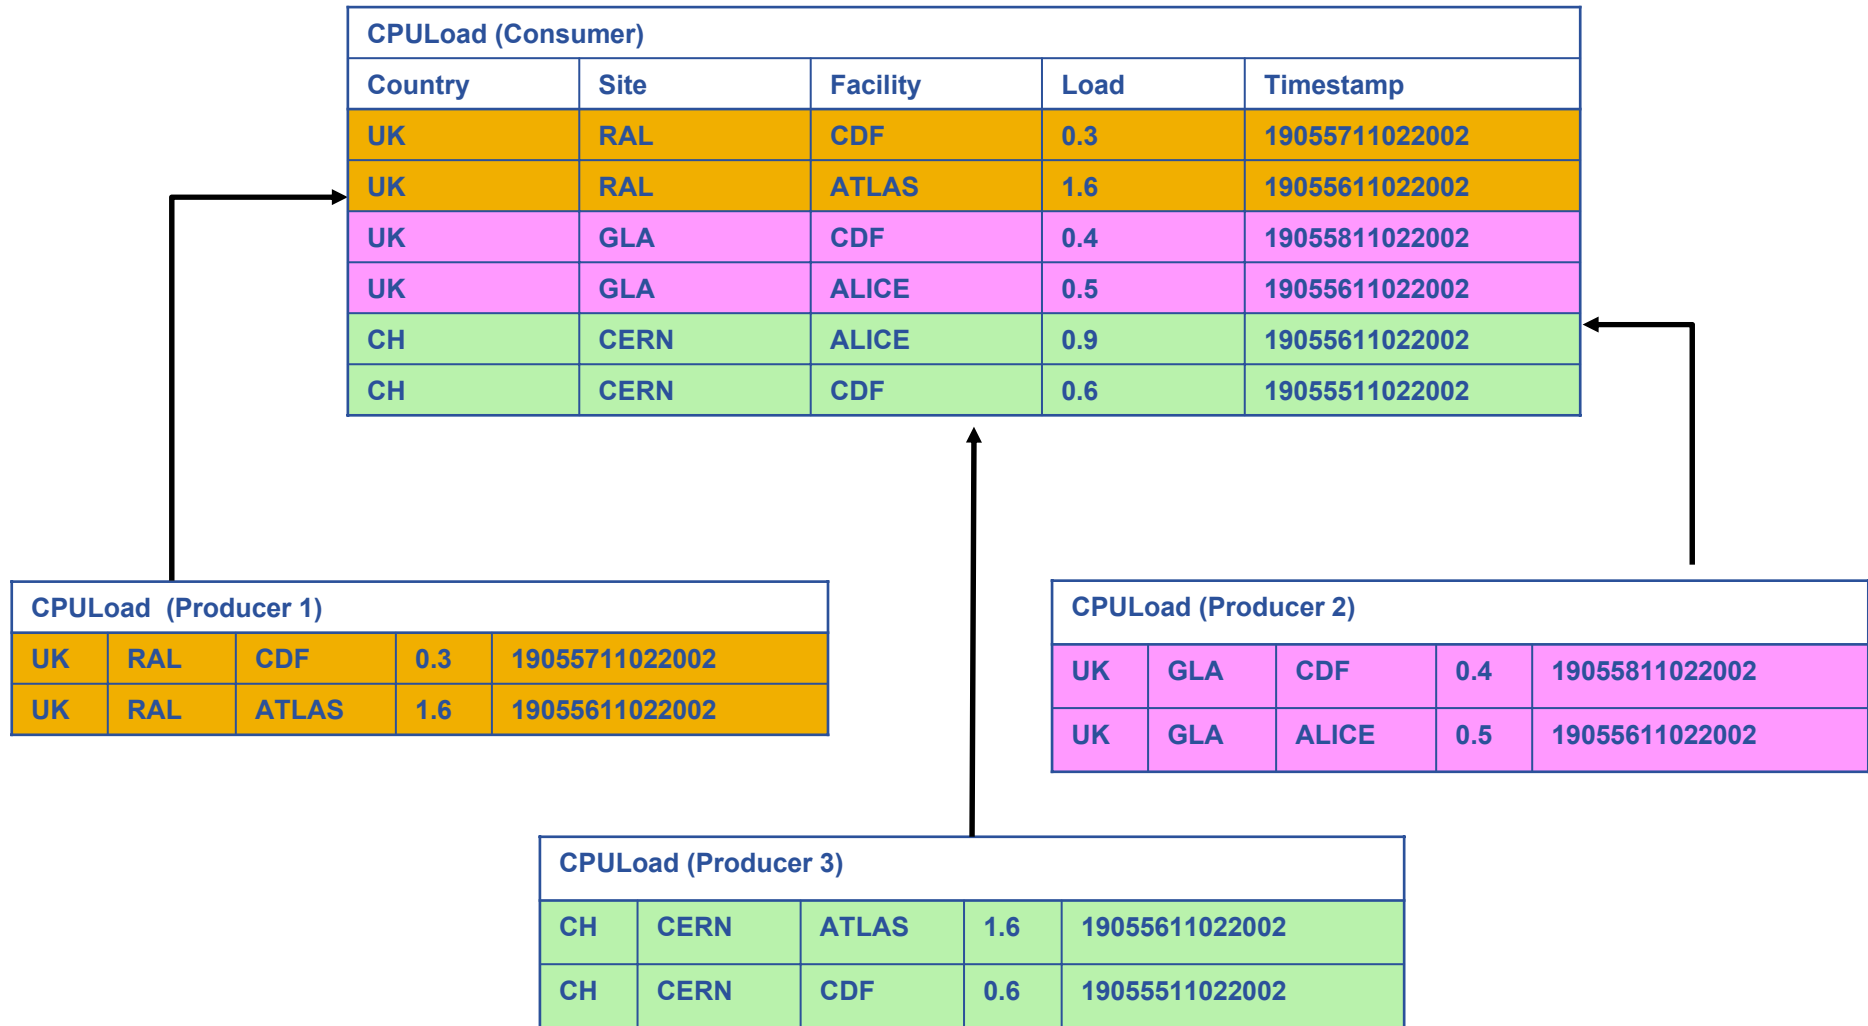 CPULoad (Consumer)
Country Site Facility Load Timestamp
UK RAL CDF 0.3 19055711022002
UK RAL ATLAS 1.6 19055611022002
UK GLA CDF 0.4 19055811022002
UK GLA ALICE 0.5 19055611022002
CH CERN ALICE 0.9 19055611022002
CH CERN CDF 0.6 19055511022002
CPULoad (Producer 1)
UK RAL CDF 0.3 19055711022002
UK RAL ATLAS 1.6 19055611022002
CPULoad (Producer 2)
UK GLA CDF 0.4 19055811022002
UK GLA ALICE 0.5 19055611022002
CPULoad (Producer 3)
CH CERN ATLAS 1.6 19055611022002
CH CERN CDF 0.6 19055511022002